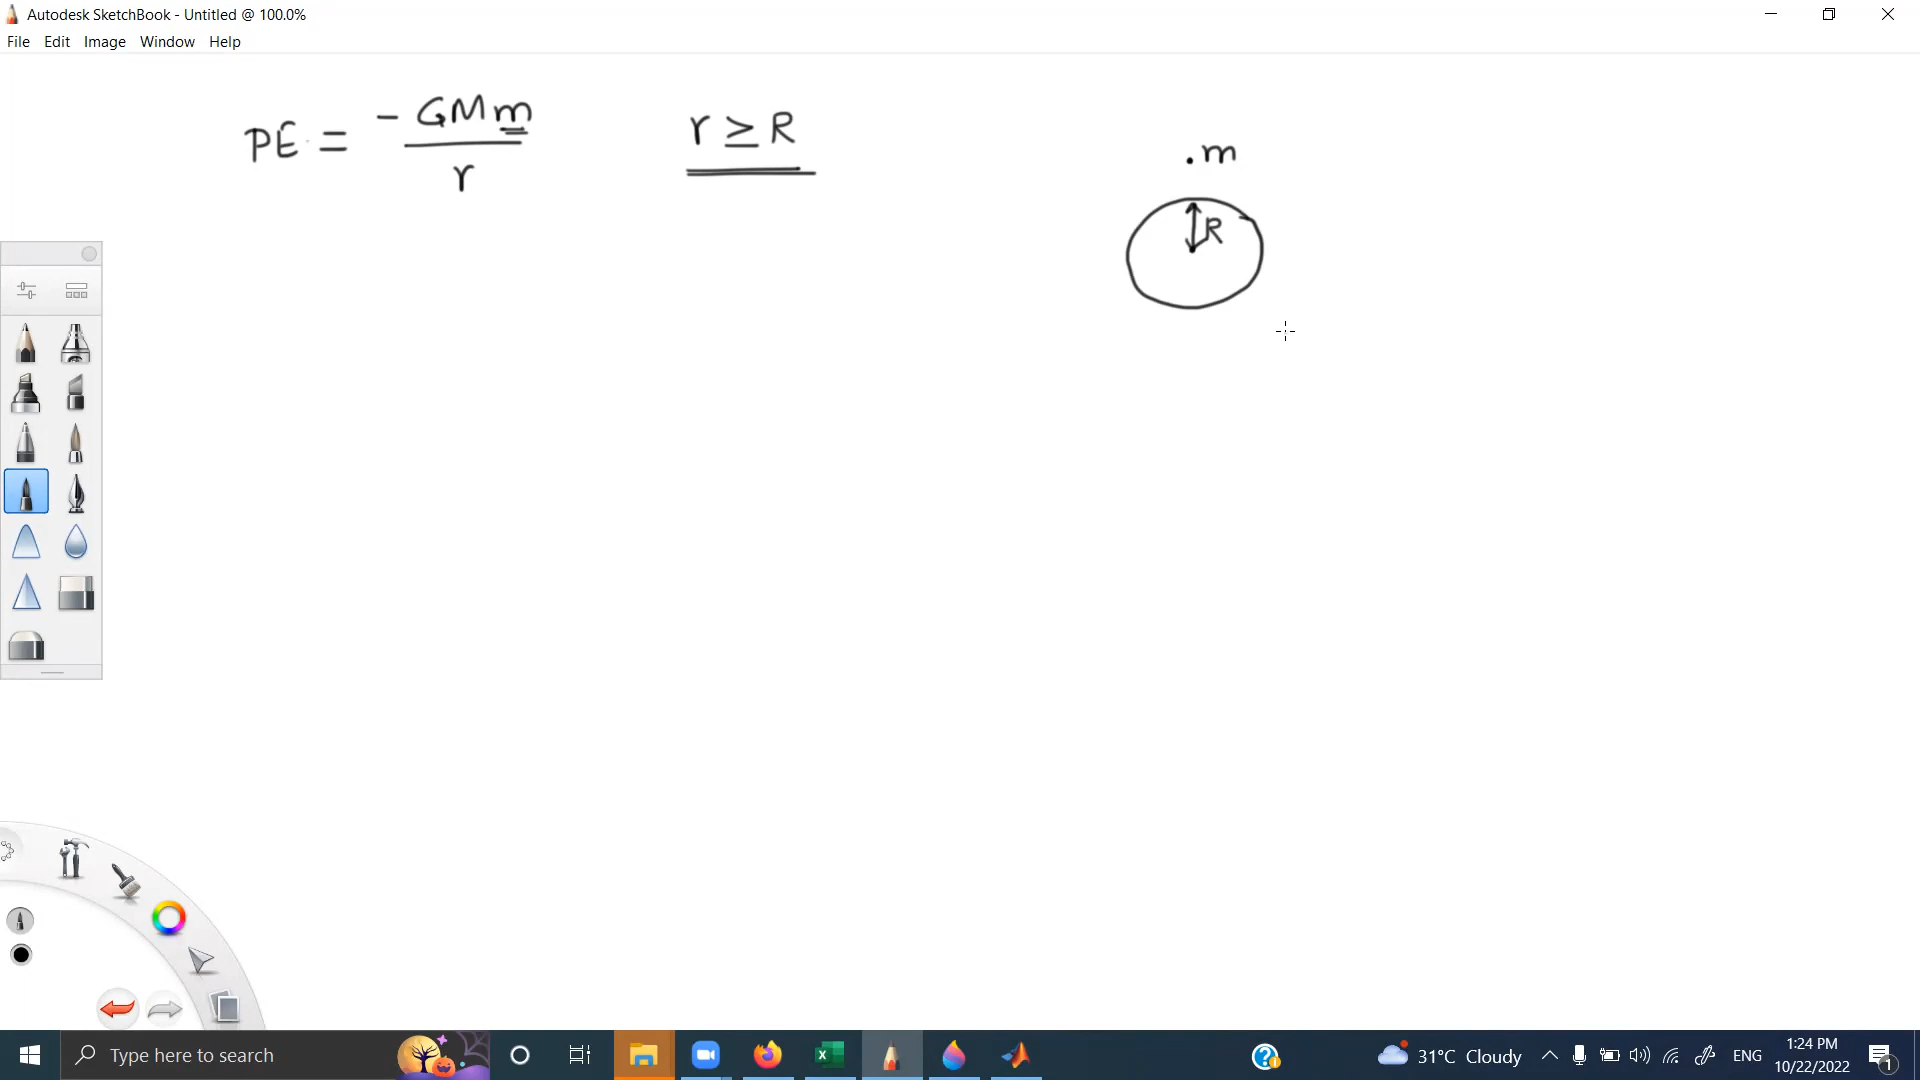 Autodesk SketchBook - Untitled @ 100.0%
File Edit Image Window Help
PE = - GMm / r
r ≥ R
. m
R
Type here to search
31°C Cloudy
ENG
1:24 PM
10/22/2022
1